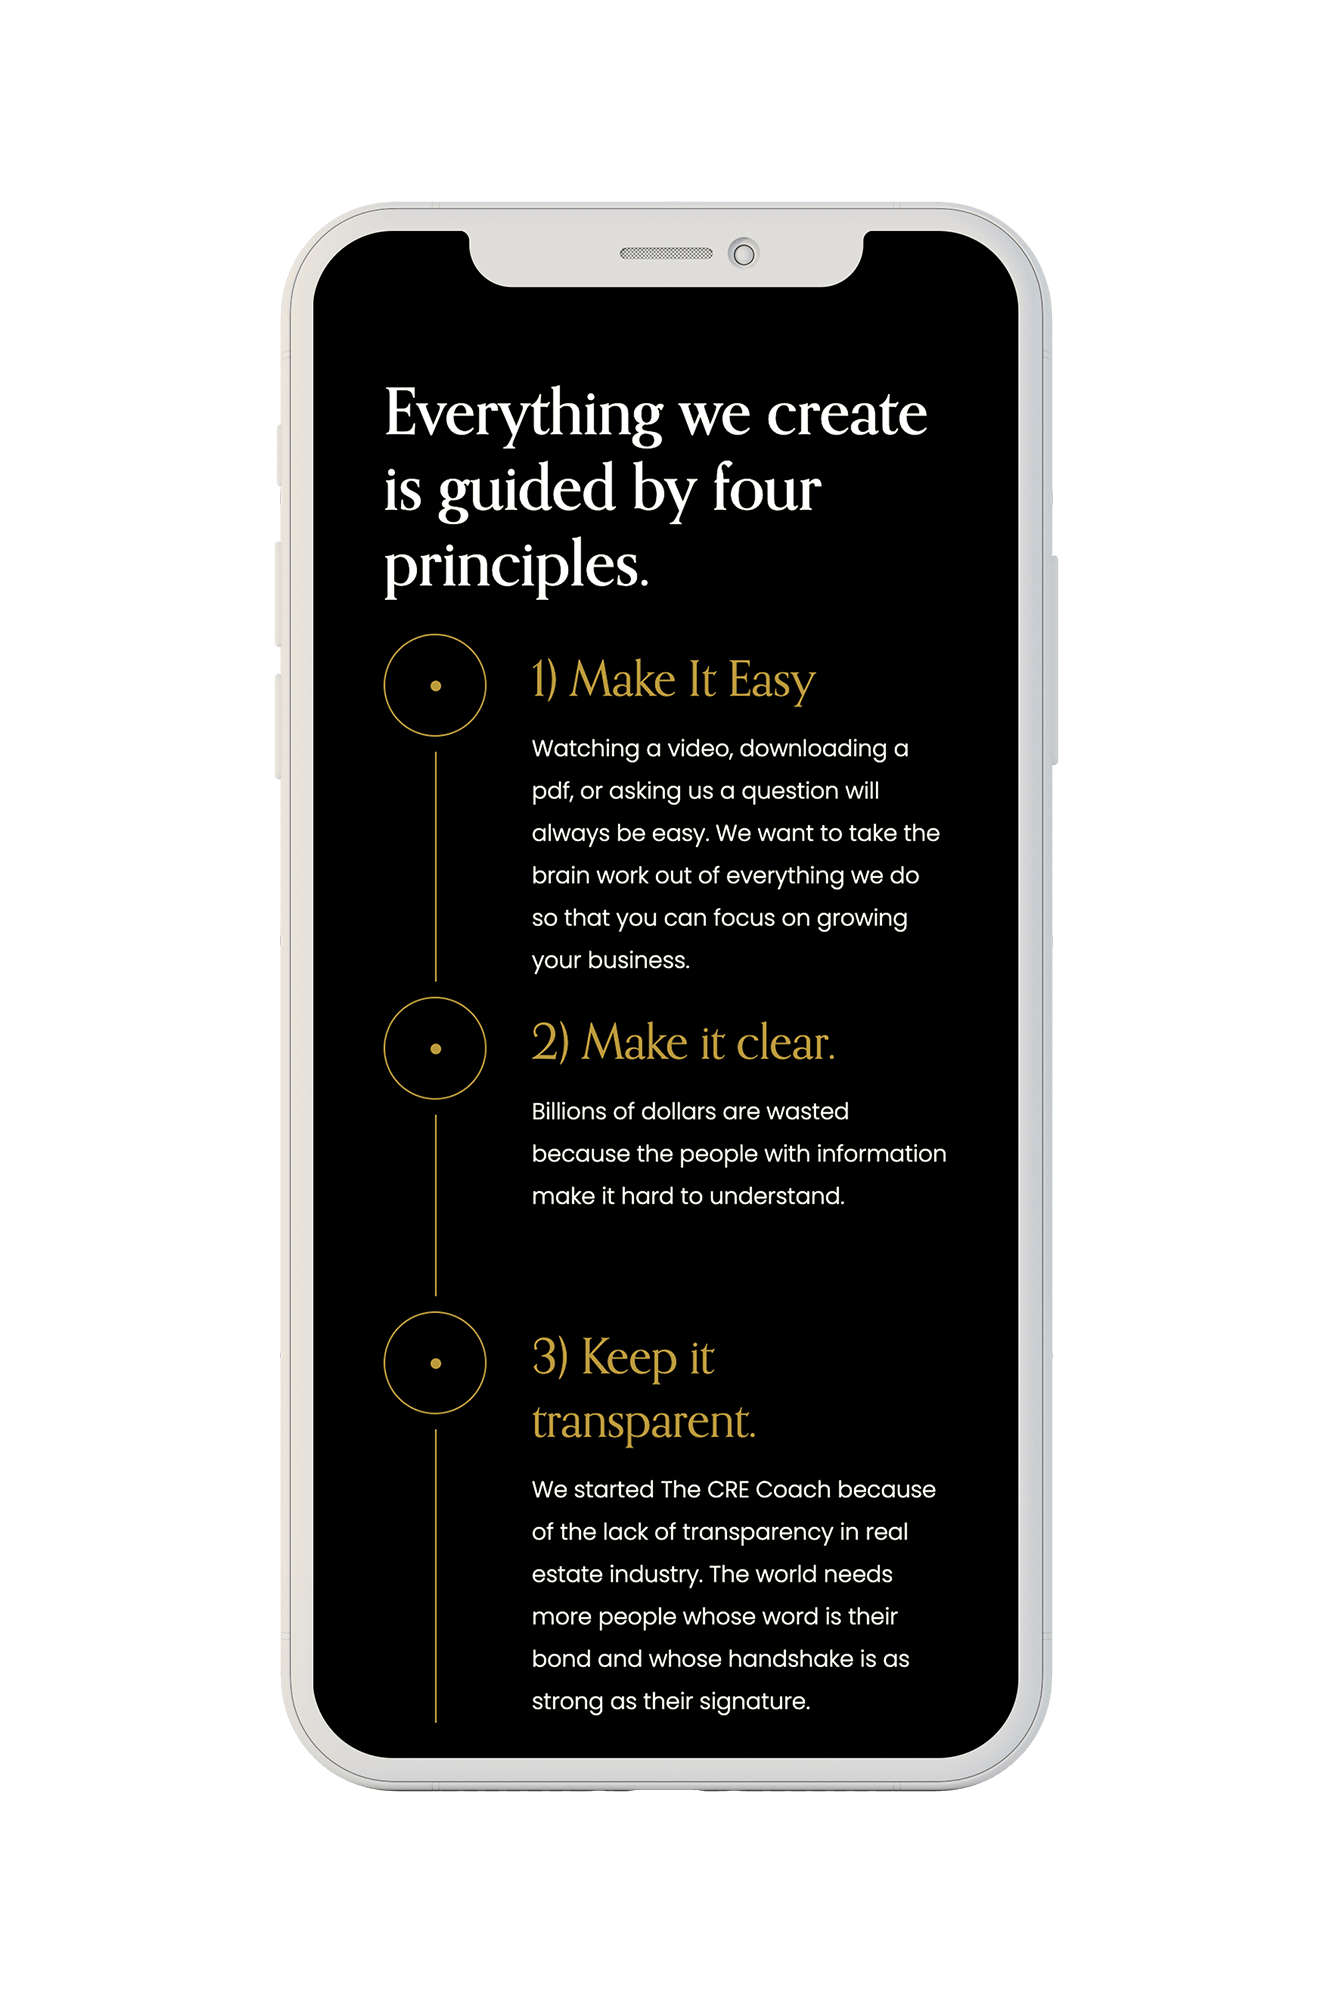 Everything we create
is guided by four
principles.
1) Make It Easy
Watching a video, downloading a
pdf, or asking us a question will
always be easy. We want to take the
brain work out of everything we do
so that you can focus on growing
your business.
2) Make it clear.
Billions of dollars are wasted
because the people with information
make it hard to understand.
3) Keep it
transparent.
We started The CRE Coach because
of the lack of transparency in real
estate industry. The world needs
more people whose word is their
bond and whose handshake is as
strong as their signature.